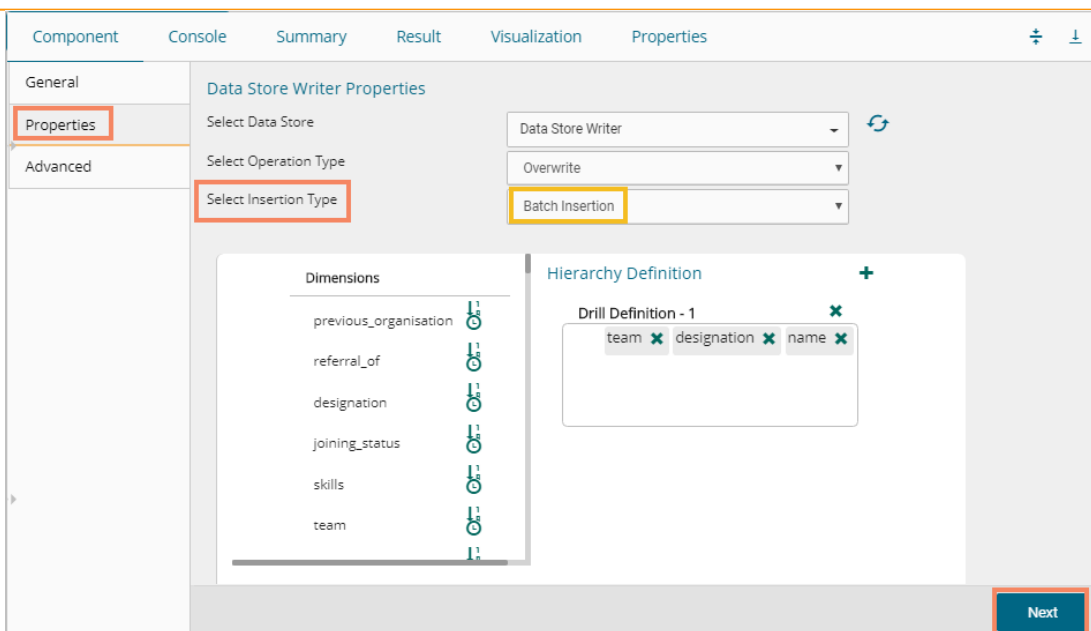 Component Console Summary Result Visualization Properties
General
Properties
Advanced
Data Store Writer Properties
Select Data Store
Data Store Writer
Select Operation Type
Overwrite
Select Insertion Type
Batch Insertion
Dimensions
previous_organisation
referral_of
designation
joining_status
skills
team
Hierarchy Definition
Drill Definition - 1
team designation name
Next